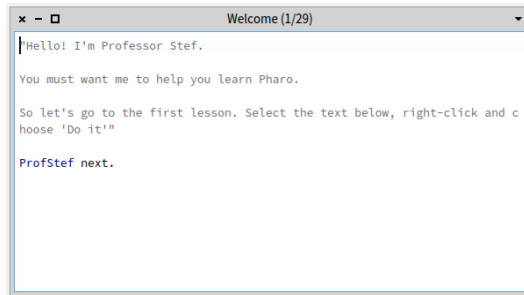 Welcome (1/29)
"Hello! I'm Professor Stef.
You must want me to help you learn Pharo.
So let's go to the first lesson. Select the text below, right-click and c
hoose 'Do it'"
ProfStef next.